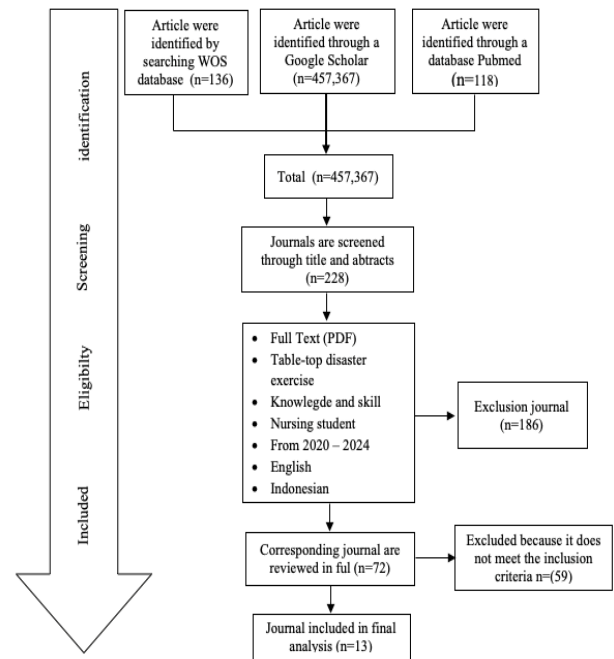 Article were
identified by
searching WOS
database (n=136)
Article were
identified through a
Google Scholar
(n=457,367)
Article were
identified through a
database Pubmed
(n=118)
identification
Total (n=457,367)
Screening
Journals are screened
through title and abtracts
(n=228)
Eligibilty
• Full Text (PDF)
• Table-top disaster
exercise
• Knowlegde and skill
• Nursing student
• From 2020 – 2024
• English
• Indonesian
Exclusion journal
(n=186)
Included
Corresponding journal are
reviewed in ful (n=72)
Excluded because it does
not meet the inclusion
criteria n=(59)
Journal included in final
analysis (n=13)